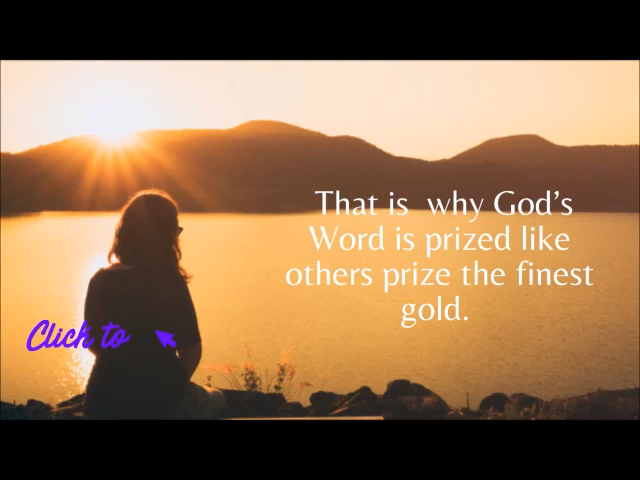 That is why God's
Word is prized like
others prize the finest
gold.
Click to